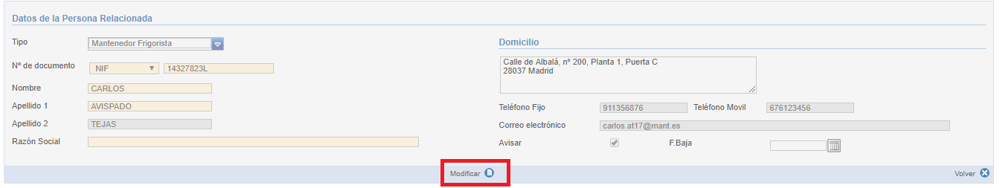 Datos de la Persona Relacionada
Tipo Mantenedor Frigorista
Nº de documento NIF 14327823L
Nombre CARLOS
Apellido 1 AVISPADO
Apellido 2 TEJAS
Razón Social
Domicilio
Calle de Albalá, nº 200, Planta 1, Puerta C
28037 Madrid
Teléfono Fijo 911356876 Teléfono Movil 676123456
Correo electrónico carlos.at17@mant.es
Avisar F.Baja
Modificar Volver